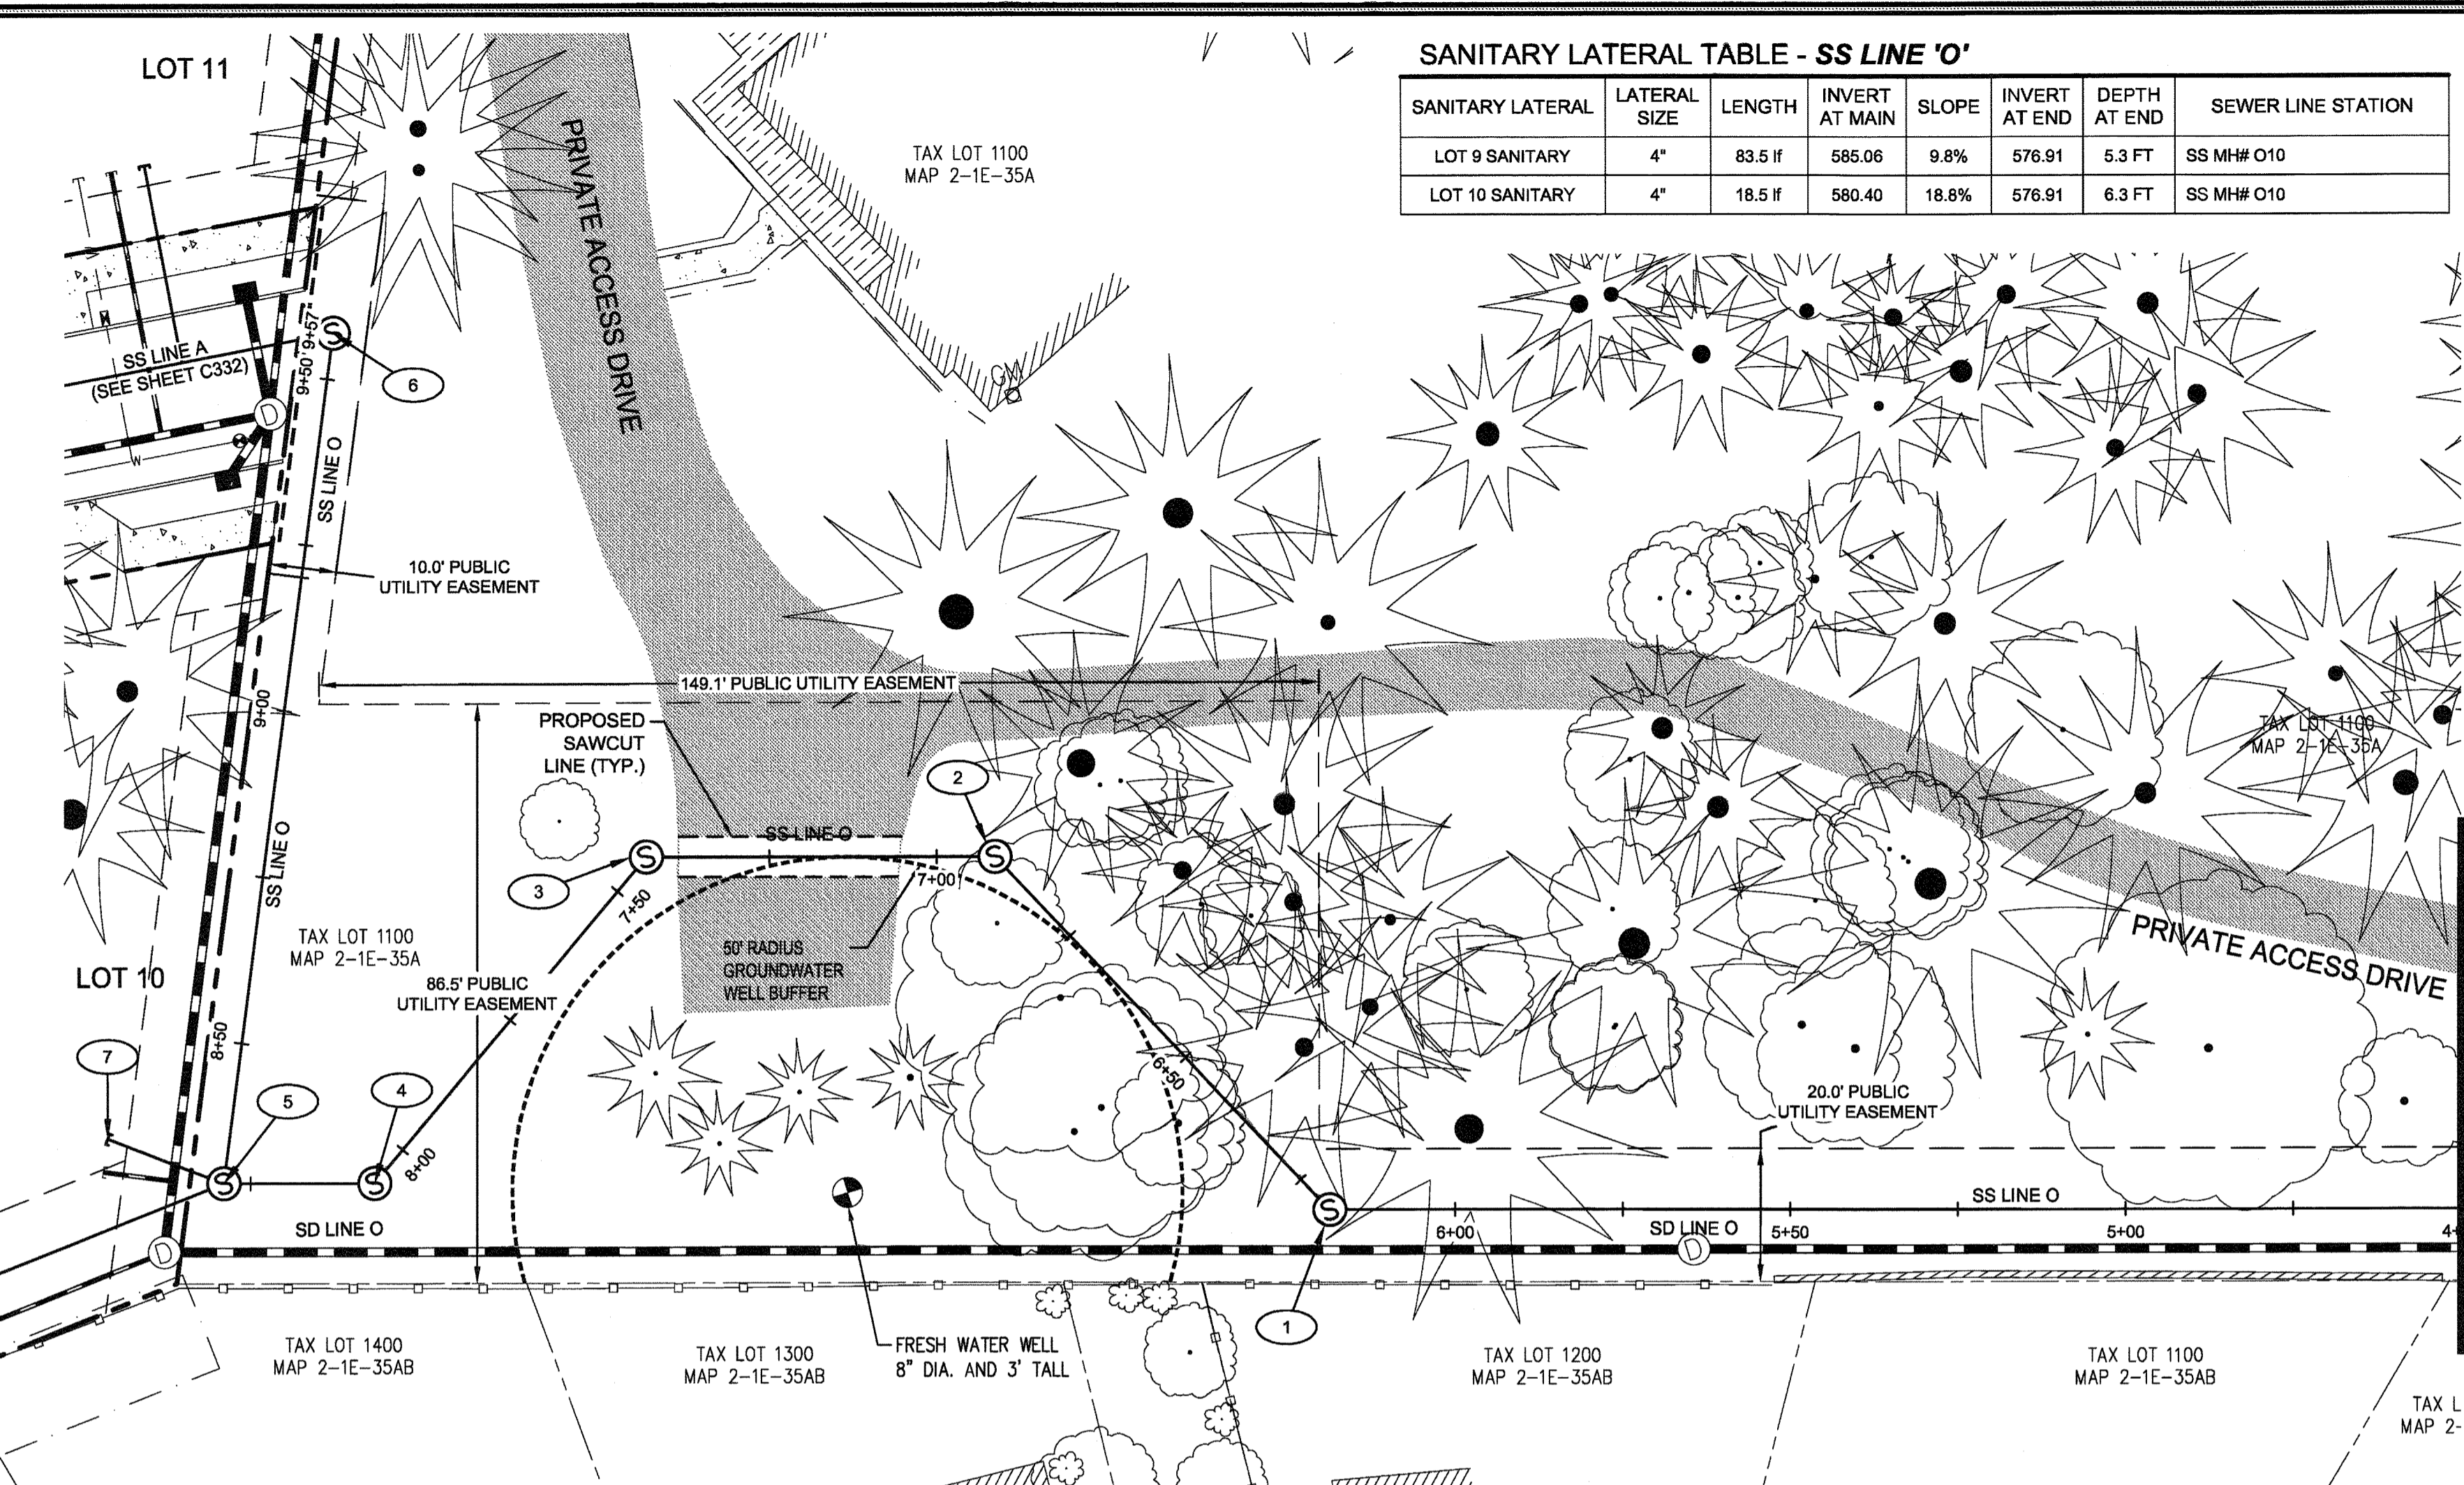 LOT 11
SANITARY LATERAL TABLE - SS LINE 'O'
SANITARY LATERAL
LATERAL
SIZE
LENGTH
INVERT
AT MAIN
SLOPE
INVERT
AT END
DEPTH
AT END
SEWER LINE STATION
LOT 9 SANITARY
4"
83.5 lf
585.06
9.8%
576.91
5.3 FT
SS MH# O10
LOT 10 SANITARY
4"
18.5 lf
580.40
18.8%
576.91
6.3 FT
SS MH# O10
TAX LOT 1100
MAP 2-1E-35A
PRIVATE ACCESS DRIVE
SS LINE A
(SEE SHEET C332)
9+50
9+57
S
6
D
W
GW
SS LINE O
10.0' PUBLIC
UTILITY EASEMENT
149.1' PUBLIC UTILITY EASEMENT
9+00
PROPOSED
SAWCUT
LINE (TYP.)
2
TAX LOT 1100
MAP 2-1E-35A
SS LINE O
S
S
3
7+00
7+50
SS LINE O
50' RADIUS
GROUNDWATER
WELL BUFFER
TAX LOT 1100
MAP 2-1E-35A
LOT 10
86.5' PUBLIC
UTILITY EASEMENT
PRIVATE ACCESS DRIVE
8+50
7
5
4
6+50
20.0' PUBLIC
UTILITY EASEMENT
8+00
S
S
S
SS LINE O
SD LINE O
SD LINE O
6+00
5+50
5+00
4+
D
D
1
FRESH WATER WELL
8" DIA. AND 3' TALL
TAX LOT 1400
MAP 2-1E-35AB
TAX LOT 1300
MAP 2-1E-35AB
TAX LOT 1200
MAP 2-1E-35AB
TAX LOT 1100
MAP 2-1E-35AB
TAX L
MAP 2-